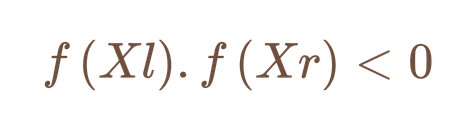 f (Xl). f (Xr) < 0